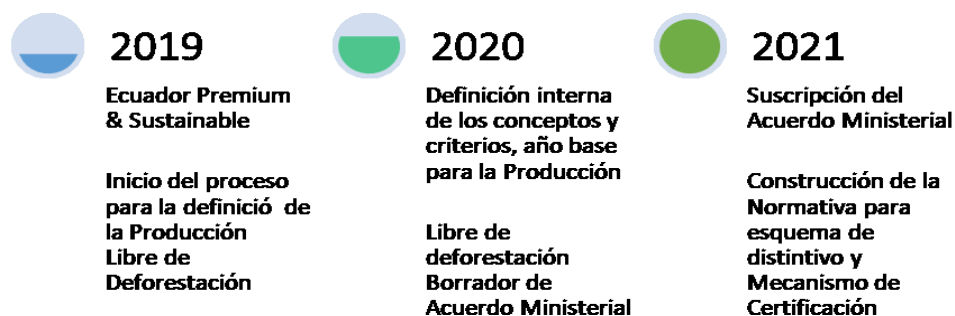 2019
Ecuador Premium
& Sustainable
Inicio del proceso
para la definició de
la Producción
Libre de
Deforestación
2020
Definición interna
de los conceptos y
criterios, año base
para la Producción
Libre de
deforestación
Borrador de
Acuerdo Ministerial
2021
Suscripción del
Acuerdo Ministerial
Construcción de la
Normativa para
esquema de
distintivo y
Mecanismo de
Certificación